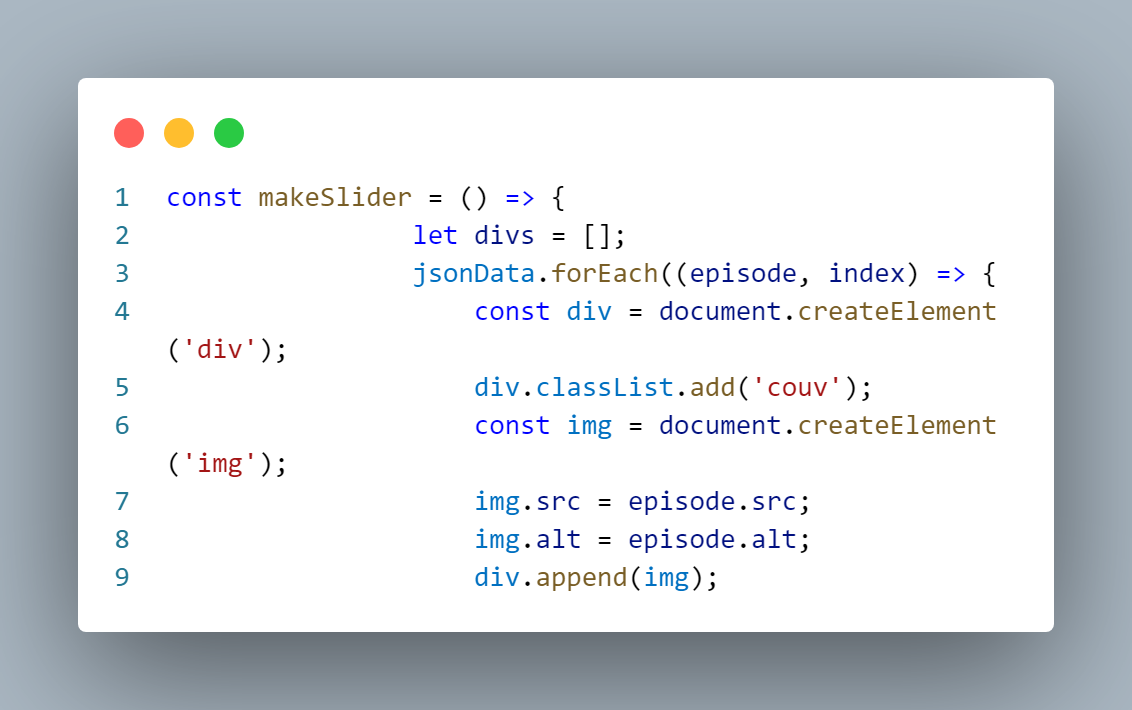 1 const makeSlider = () => {
2 let divs = [];
3 jsonData.forEach((episode, index) => {
4 const div = document.createElement
('div');
5 div.classList.add('couv');
6 const img = document.createElement
('img');
7 img.src = episode.src;
8 img.alt = episode.alt;
9 div.append(img);